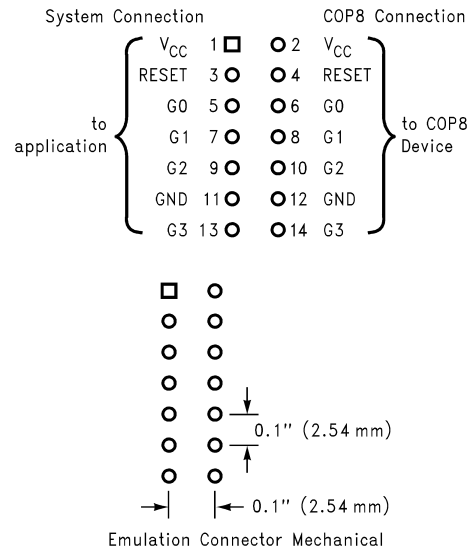 System Connection COP8 Connection
VCC 1 2 VCC
RESET 3 4 RESET
G0 5 6 G0
to application
G1 7 8 G1
to COP8 Device
G2 9 10 G2
GND 11 12 GND
G3 13 14 G3
0.1" (2.54 mm)
0.1" (2.54 mm)
Emulation Connector Mechanical